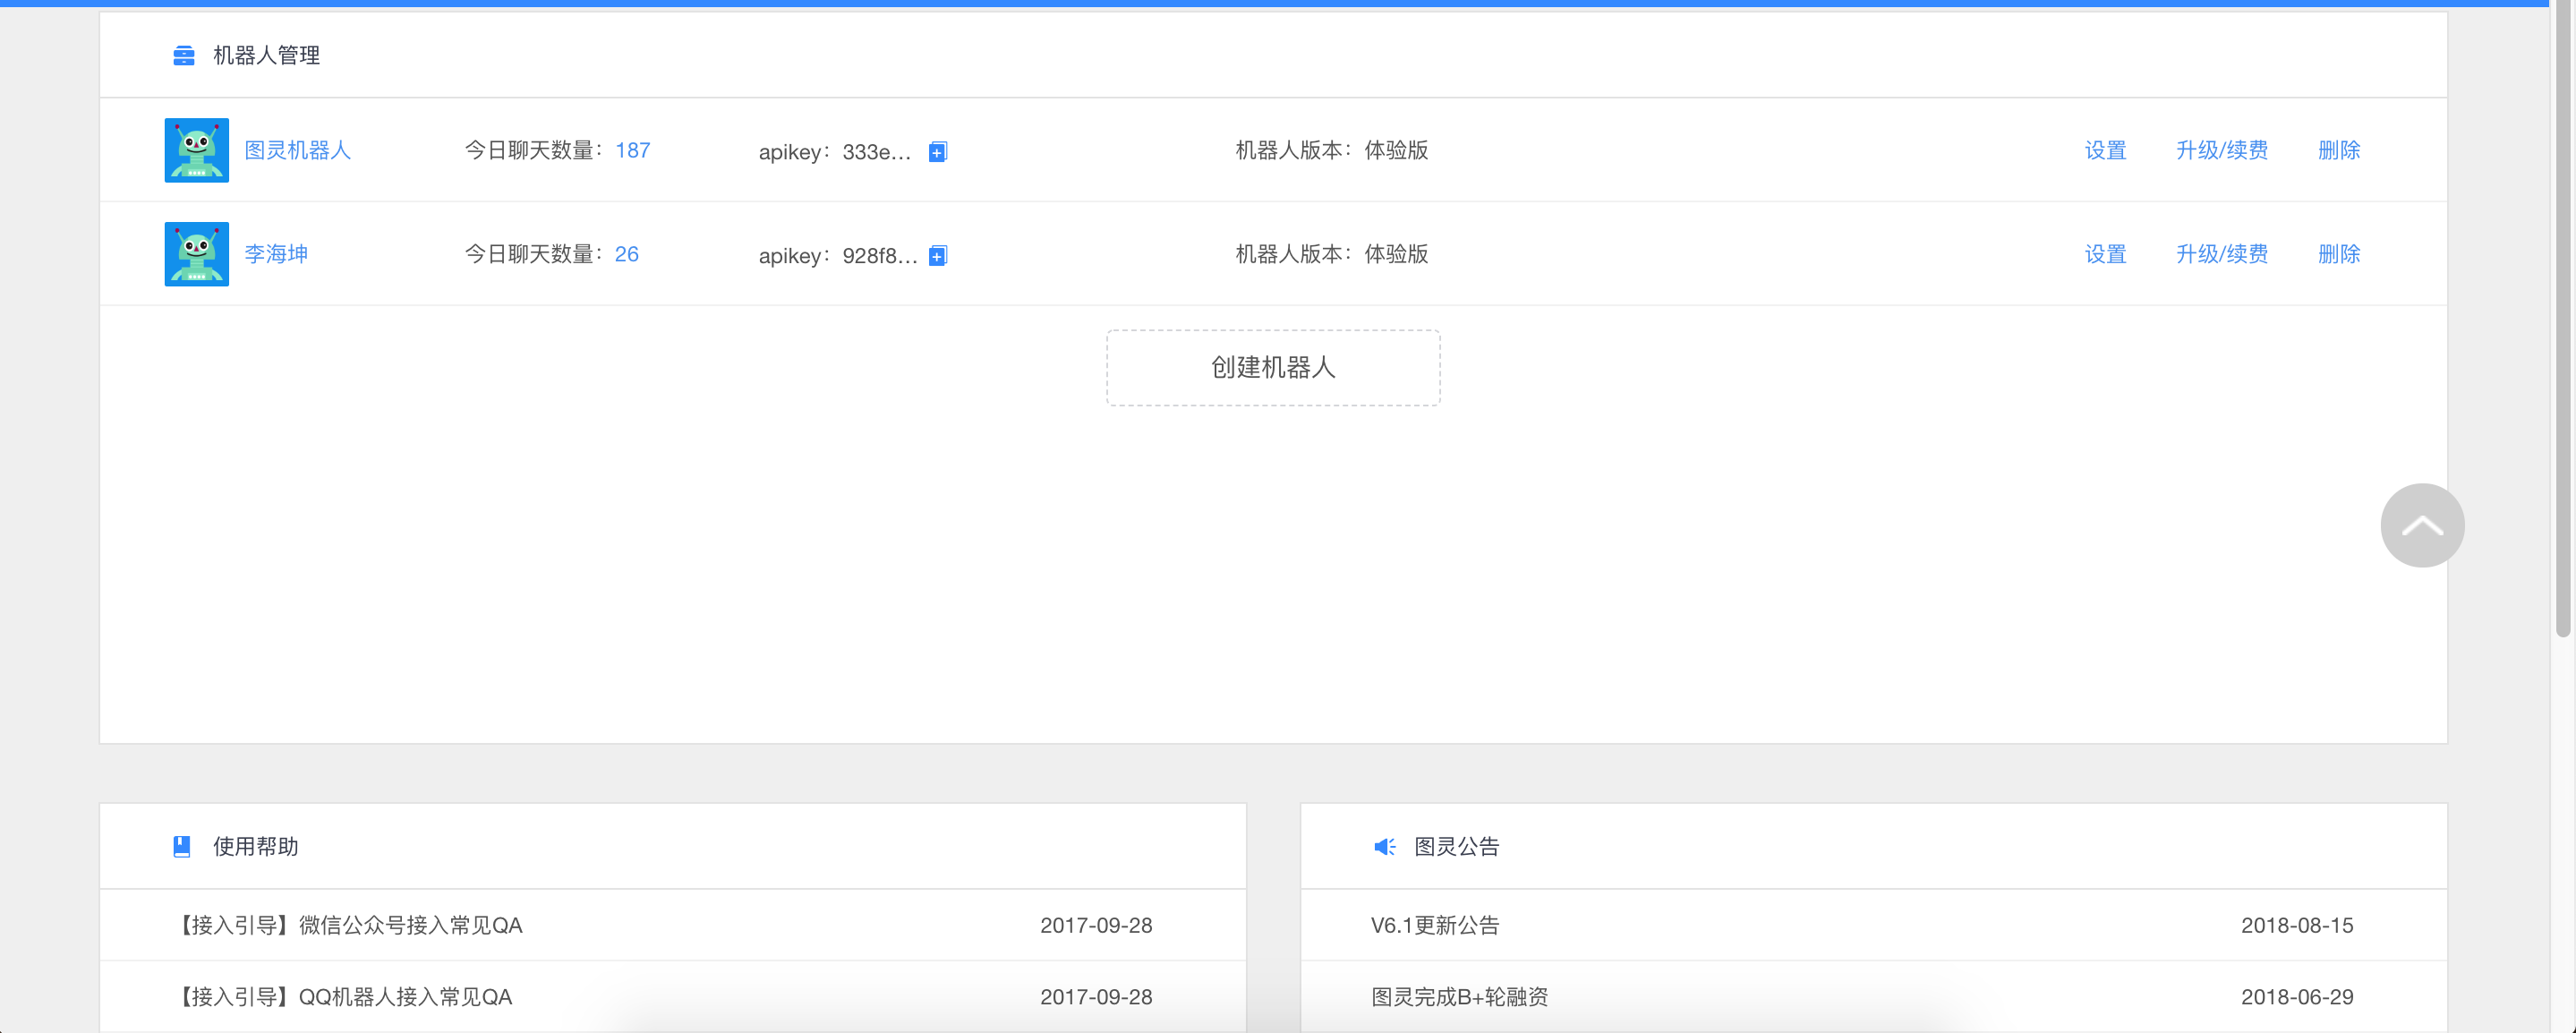 机器人管理
图灵机器人 今日聊天数量：187 apikey：333e... 机器人版本：体验版 设置 升级/续费 删除
李海坤 今日聊天数量：26 apikey：928f8... 机器人版本：体验版 设置 升级/续费 删除
创建机器人
使用帮助
【接入引导】微信公众号接入常见QA 2017-09-28
【接入引导】QQ机器人接入常见QA 2017-09-28
图灵公告
V6.1更新公告 2018-08-15
图灵完成B+轮融资 2018-06-29